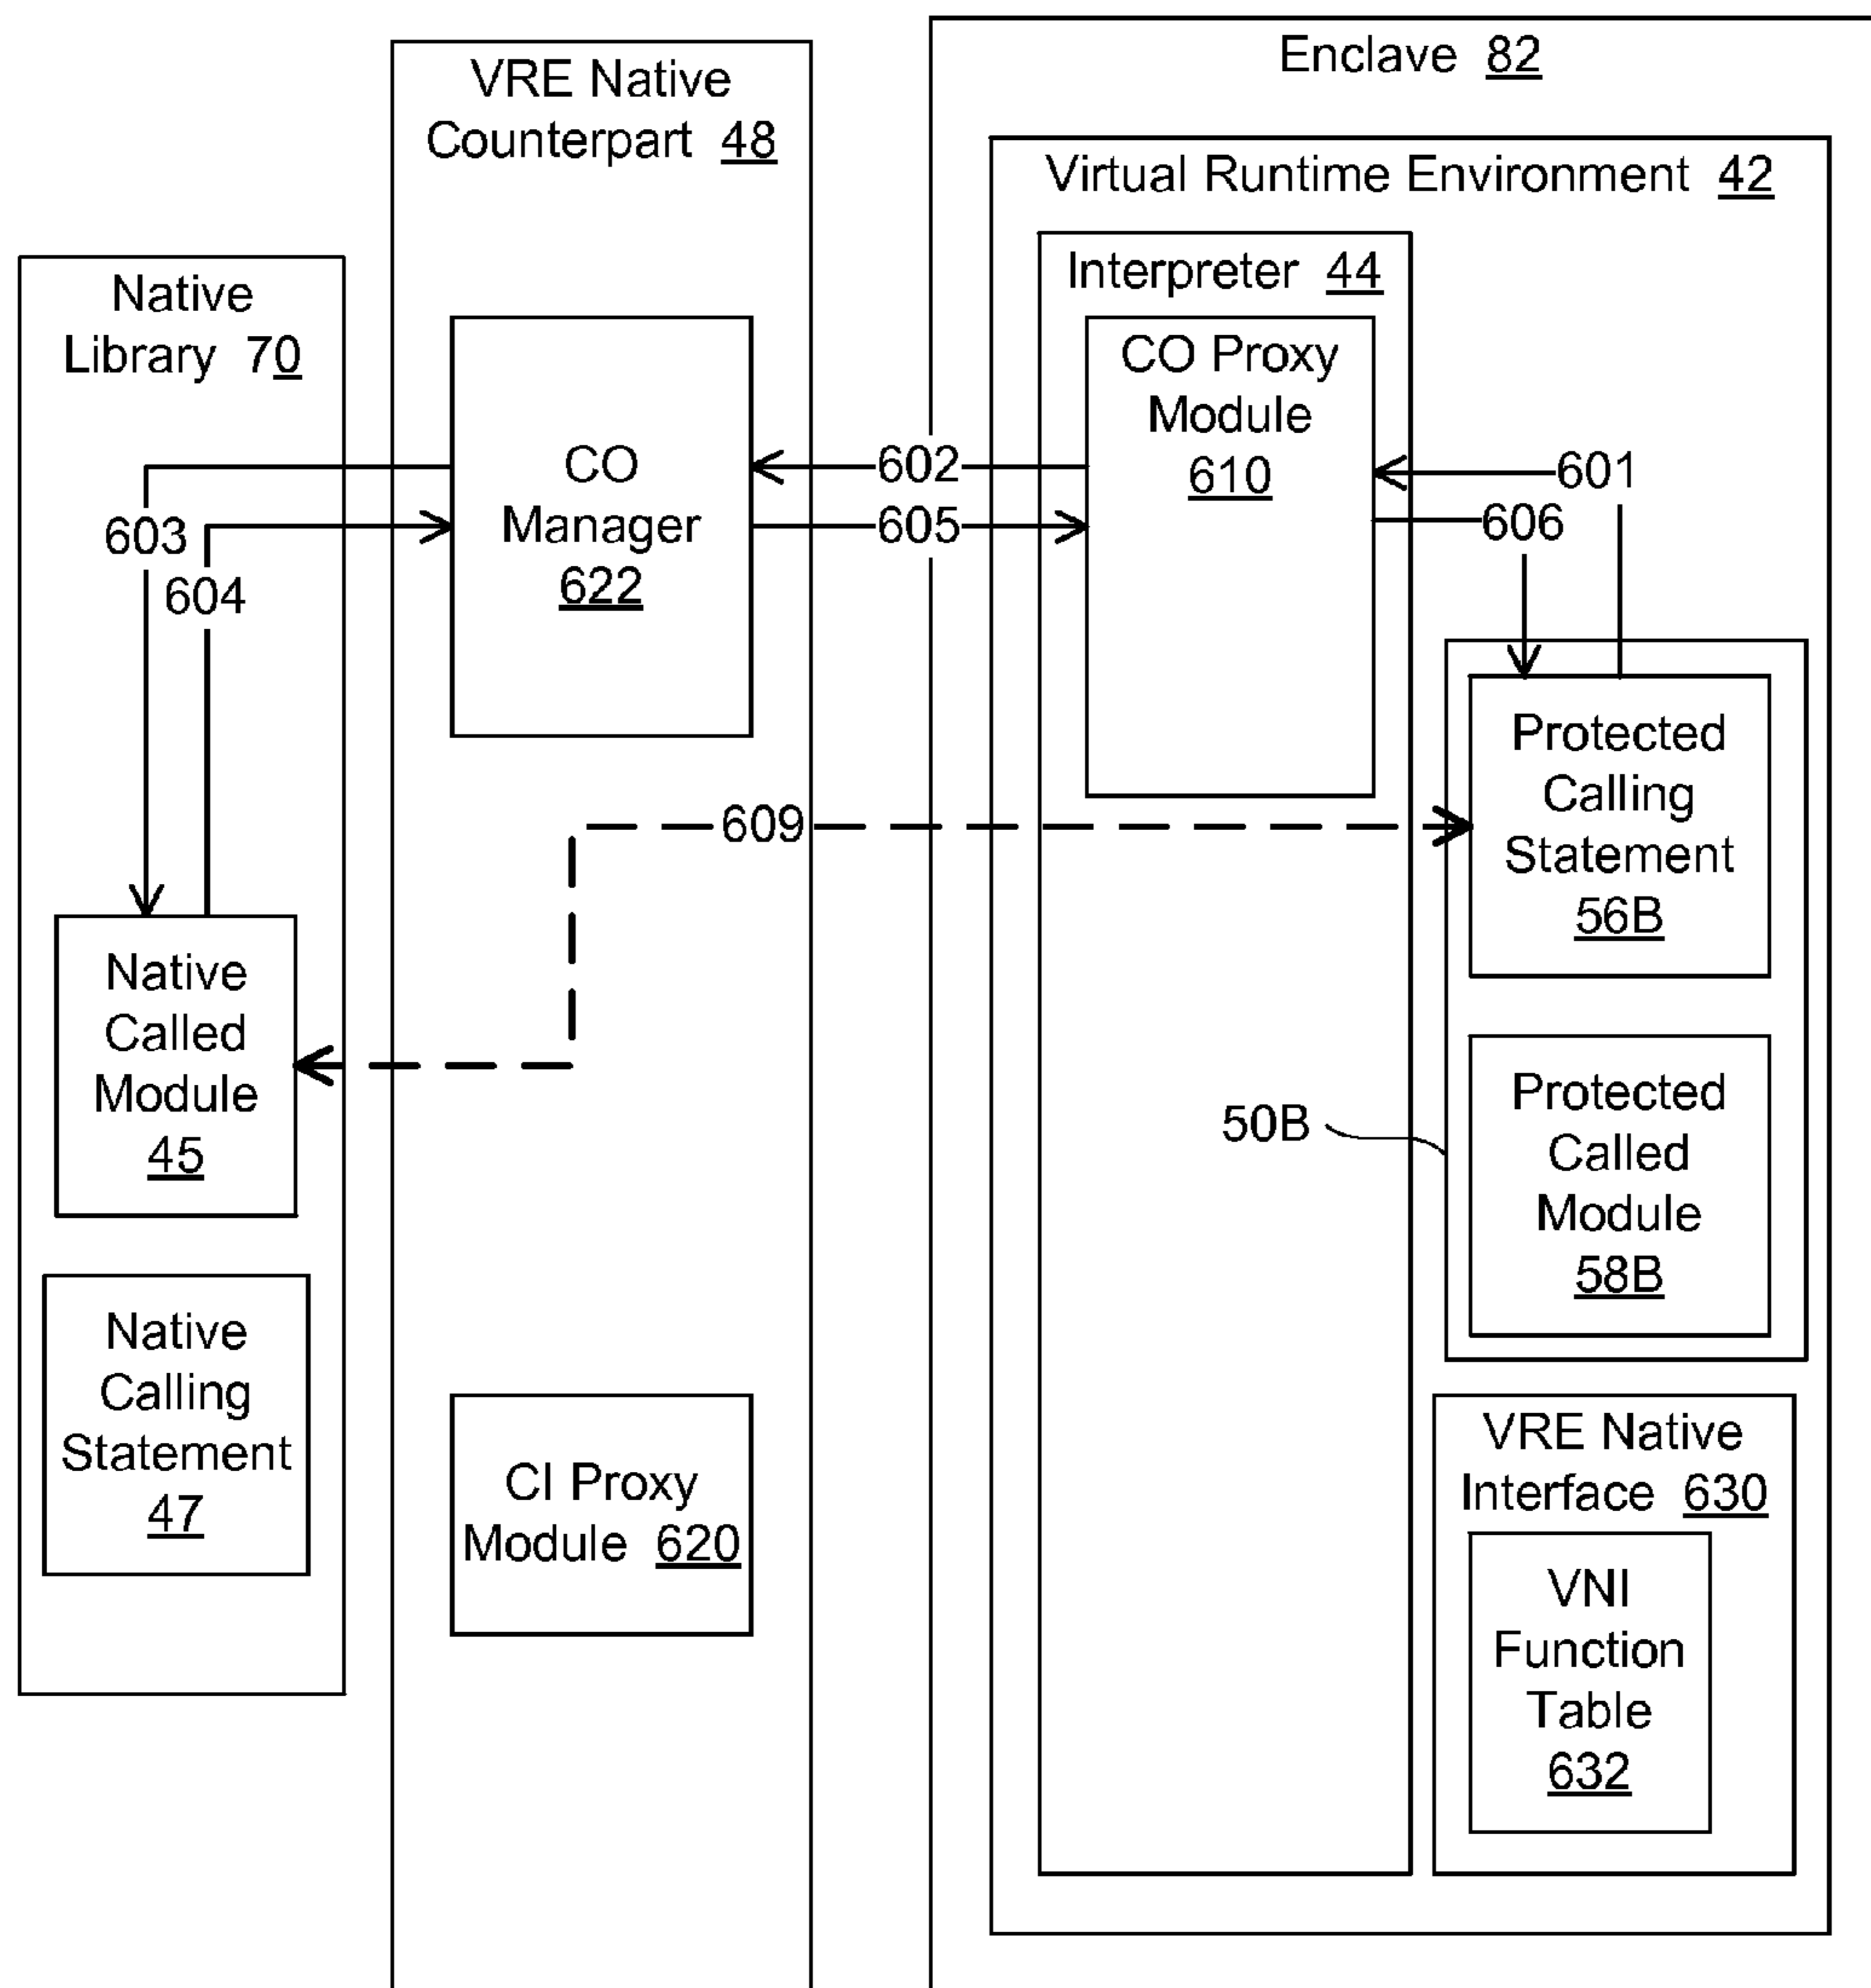 Enclave 82
VRE Native
Counterpart 48
Virtual Runtime Environment 42
Native
Library 70
Interpreter 44
CO Proxy
Module
610
CO
Manager
622
602
605
601
606
603
604
609
Protected
Calling
Statement
56B
Native
Called
Module
45
50B
Protected
Called
Module
58B
Native
Calling
Statement
47
CI Proxy
Module 620
VRE Native
Interface 630
VNI
Function
Table
632